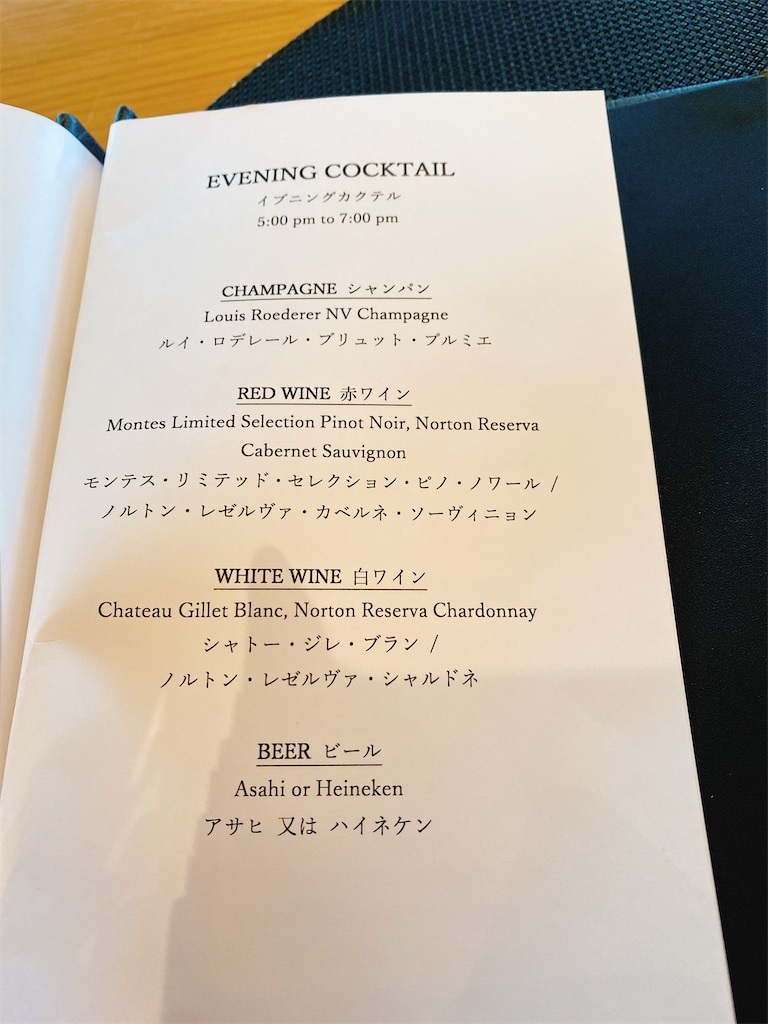 EVENING COCKTAIL
イブニングカクテル
5:00 pm to 7:00 pm
CHAMPAGNE シャンパン
Louis Roederer NV Champagne
ルイ・ロデレール・ブリュット・プルミエ
RED WINE 赤ワイン
Montes Limited Selection Pinot Noir, Norton Reserva
Cabernet Sauvignon
モンテス・リミテッド・セレクション・ピノ・ノワール /
ノルトン・レゼルヴァ・カベルネ・ソーヴィニョン
WHITE WINE 白ワイン
Chateau Gillet Blanc, Norton Reserva Chardonnay
シャトー・ジレ・ブラン /
ノルトン・レゼルヴァ・シャルドネ
BEER ビール
Asahi or Heineken
アサヒ 又は ハイネケン